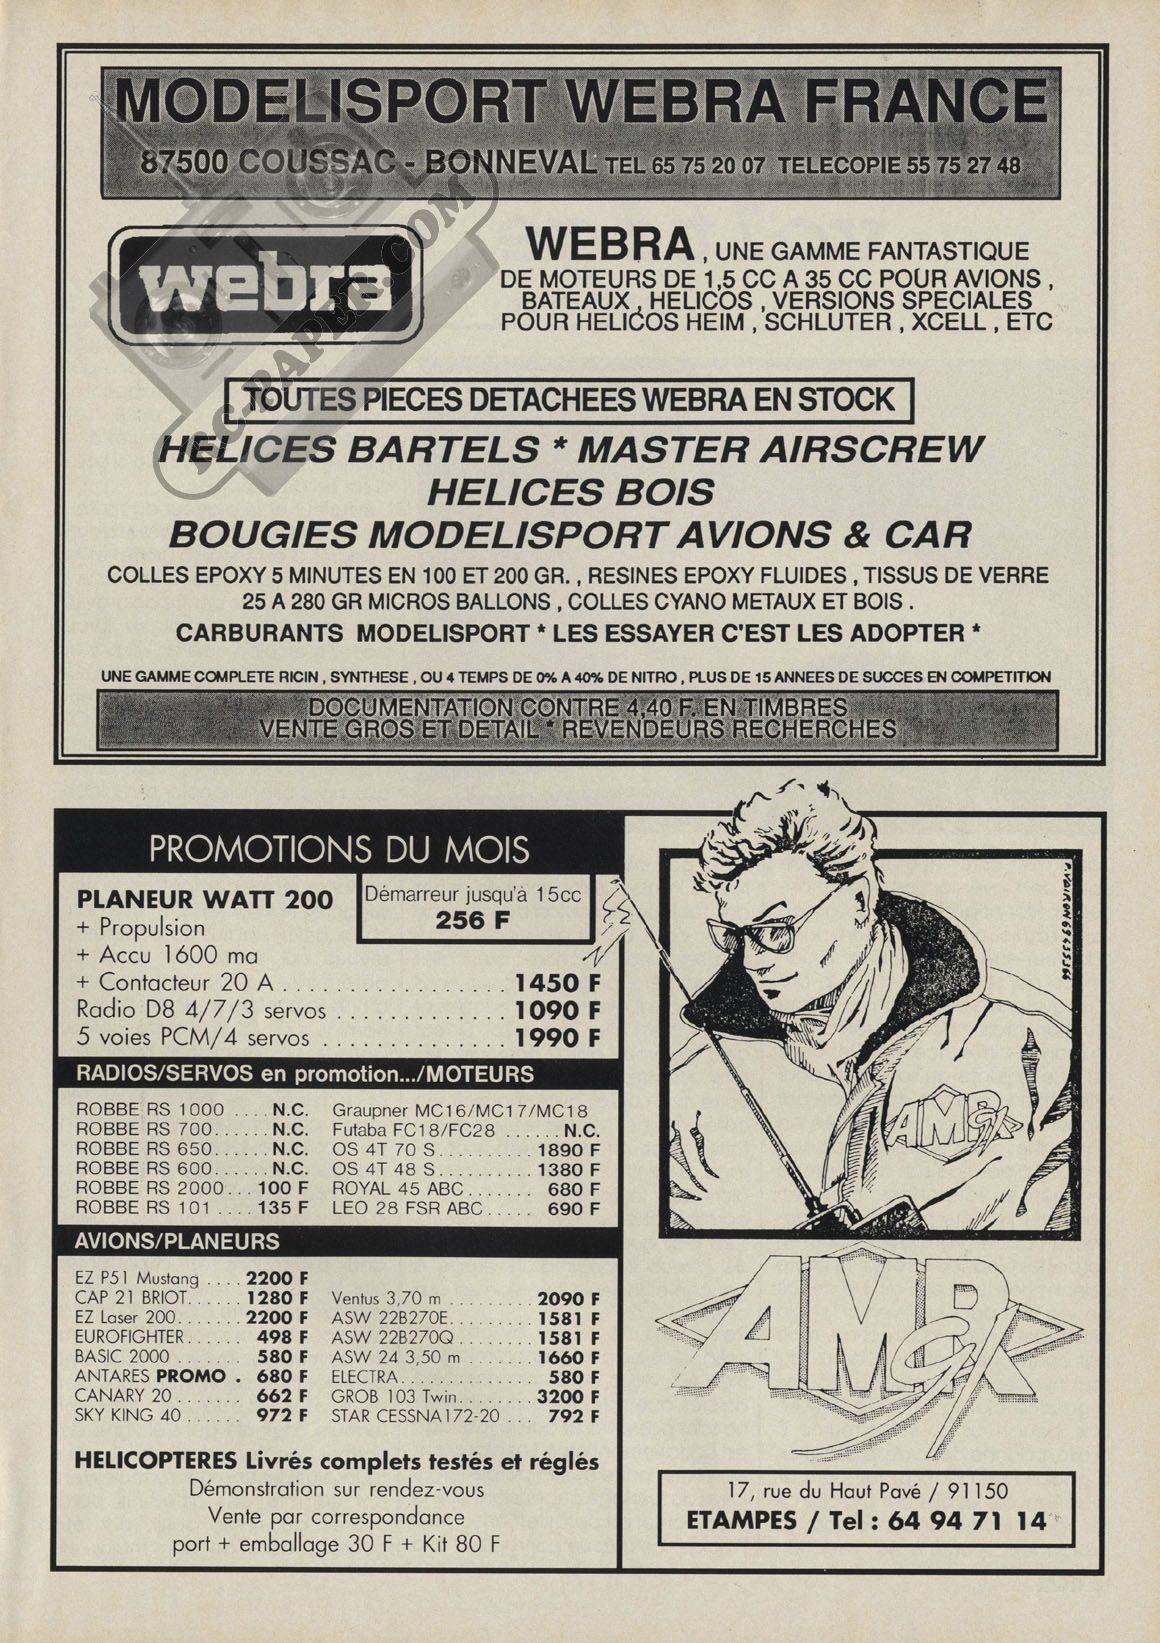 MODELISPORT WEBRA FRANCE
87500 COUSSAC - BONNEVAL TEL 65 75 20 07 TELECOPIE 55 75 27 48
webra
WEBRA , UNE GAMME FANTASTIQUE
DE MOTEURS DE 1,5 CC A 35 CC POUR AVIONS ,
BATEAUX , HELICOS , VERSIONS SPECIALES
POUR HELICOS HEIM , SCHLUTER , XCELL , ETC
RC-PAPER.COM
TOUTES PIECES DETACHEES WEBRA EN STOCK
HELICES BARTELS * MASTER AIRSCREW
HELICES BOIS
BOUGIES MODELISPORT AVIONS & CAR
COLLES EPOXY 5 MINUTES EN 100 ET 200 GR. , RESINES EPOXY FLUIDES , TISSUS DE VERRE
25 A 280 GR MICROS BALLONS , COLLES CYANO METAUX ET BOIS .
CARBURANTS MODELISPORT * LES ESSAYER C'EST LES ADOPTER *
UNE GAMME COMPLETE RICIN , SYNTHESE , OU 4 TEMPS DE 0% A 40% DE NITRO , PLUS DE 15 ANNEES DE SUCCES EN COMPETITION
DOCUMENTATION CONTRE 4,40 F. EN TIMBRES
VENTE GROS ET DETAIL * REVENDEURS RECHERCHES
PROMOTIONS DU MOIS
PLANEUR WATT 200
+ Propulsion
+ Accu 1600 ma
+ Contacteur 20 A . . . . . . . . . . . . . . . . . 1450 F
Radio D8 4/7/3 servos . . . . . . . . . . . . . 1090 F
5 voies PCM/4 servos . . . . . . . . . . . . . . 1990 F
Démarreur jusqu'à 15cc
256 F
RADIOS/SERVOS en promotion.../MOTEURS
ROBBE RS 1000 .... N.C.
ROBBE RS 700...... N.C.
ROBBE RS 650...... N.C.
ROBBE RS 600...... N.C.
ROBBE RS 2000... 100 F
ROBBE RS 101 .... 135 F
Graupner MC16/MC17/MC18
Futaba FC18/FC28 ...... N.C.
OS 4T 70 S.......... 1890 F
OS 4T 48 S.......... 1380 F
ROYAL 45 ABC....... 680 F
LEO 28 FSR ABC..... 690 F
AVIONS/PLANEURS
EZ P51 Mustang .... 2200 F
CAP 21 BRIOT...... 1280 F
EZ Laser 200....... 2200 F
EUROFIGHTER...... 498 F
BASIC 2000 ....... 580 F
ANTARES PROMO . 680 F
CANARY 20 ....... 662 F
SKY KING 40 ...... 972 F
Ventus 3,70 m ......... 2090 F
ASW 22B270E......... 1581 F
ASW 22B270Q........ 1581 F
ASW 24 3,50 m ....... 1660 F
ELECTRA............. 580 F
GROB 103 Twin........ 3200 F
STAR CESSNA172-20 ... 792 F
HELICOPTERES Livrés complets testés et réglés
Démonstration sur rendez-vous
Vente par correspondance
port + emballage 30 F + Kit 80 F
AMR
AMR
17, rue du Haut Pavé / 91150
ETAMPES / Tel : 64 94 71 14